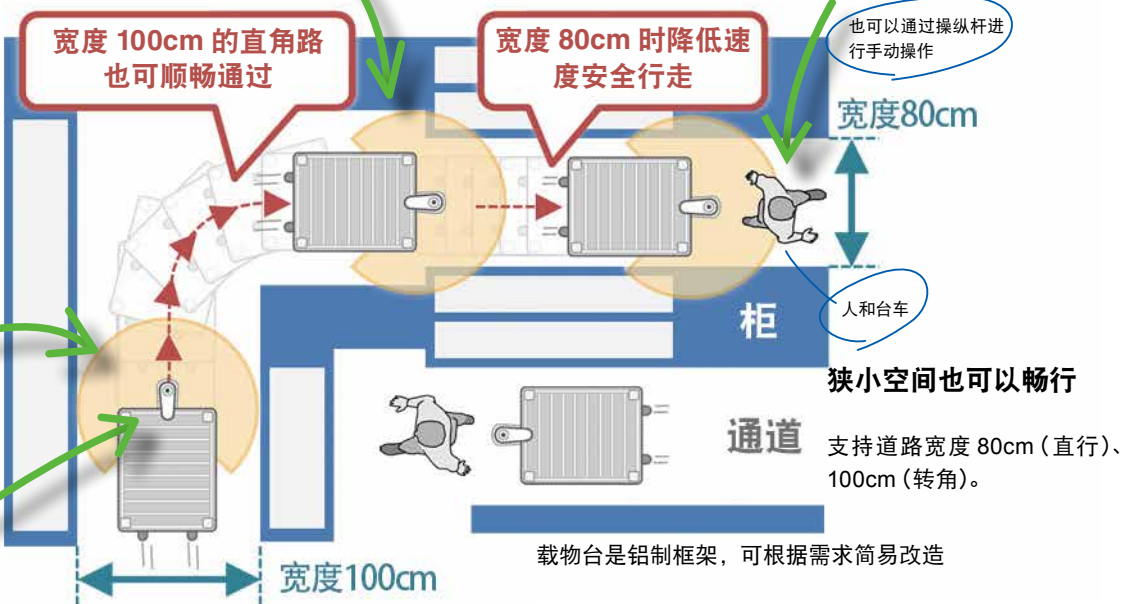 宽度 100cm 的直角路
也可顺畅通过
宽度 80cm 时降低速
度安全行走
也可以通过操纵杆进
行手动操作
宽度80cm
人和台车
柜
狭小空间也可以畅行
通道
支持道路宽度 80cm（直行）、
100cm（转角）。
载物台是铝制框架，可根据需求简易改造
宽度100cm